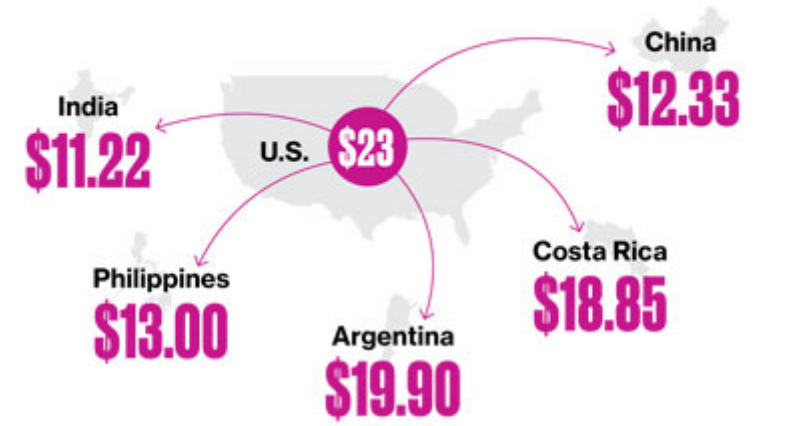 China
$12.33
India
$11.22
U.S.
$23
Costa Rica
$18.85
Philippines
$13.00
Argentina
$19.90